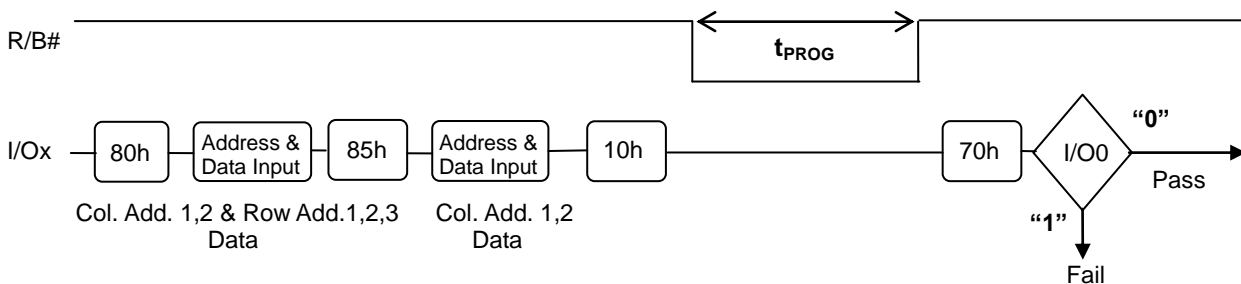 R/B#
tPROG
I/Ox
80h
Address &
Data Input
85h
Address &
Data Input
10h
70h
I/O0
“0”
Pass
Col. Add. 1,2 & Row Add.1,2,3
Data
Col. Add. 1,2
Data
“1”
Fail